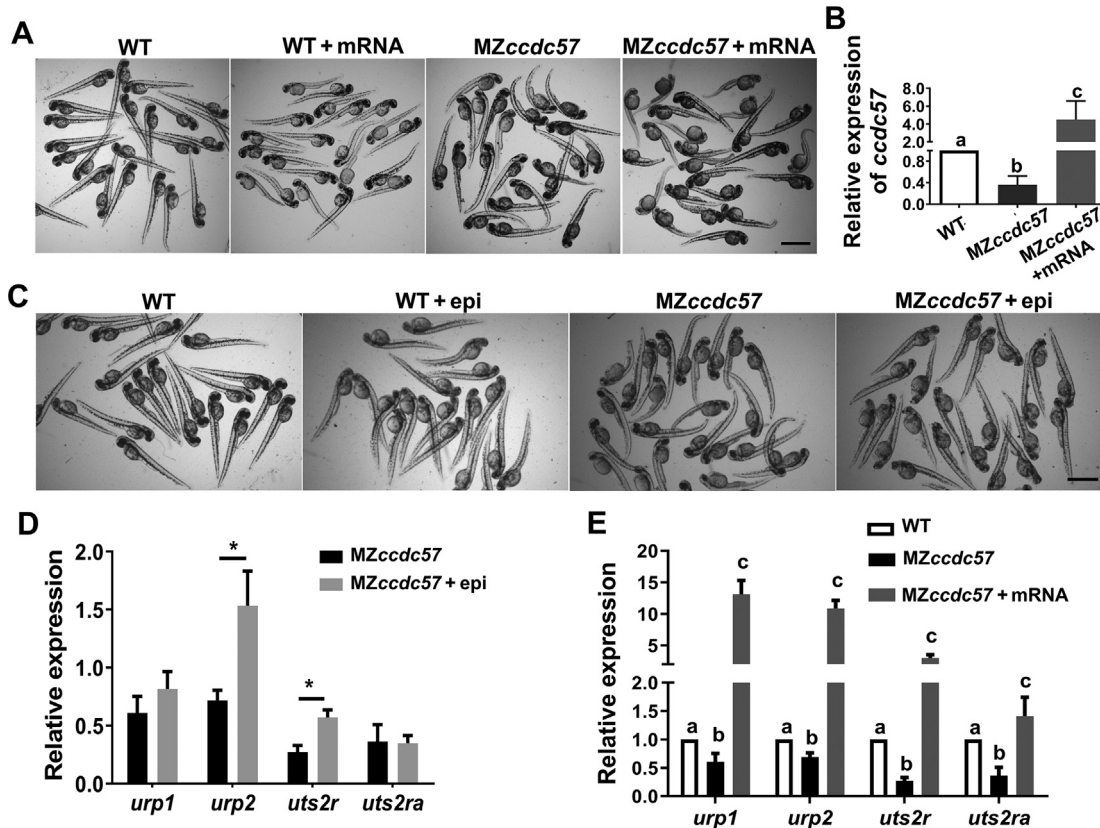 A
WT
WT + mRNA
MZccdc57
MZccdc57 + mRNA
B
Relative expression
of ccdc57
8.0
6.0
4.0
2.0
0.8
0.4
0.0
a
b
c
WT
MZccdc57
MZccdc57
+mRNA
C
WT
WT + epi
MZccdc57
MZccdc57 + epi
D
Relative expression
2.0
1.5
1.0
0.5
0.0
*
*
MZccdc57
MZccdc57 + epi
urp1
urp2
uts2r
uts2ra
E
WT
MZccdc57
MZccdc57 + mRNA
Relative expression
20
15
10
5
2.0
1.5
1.0
0.5
0.0
a
b
c
a
b
c
a
b
c
a
b
c
urp1
urp2
uts2r
uts2ra